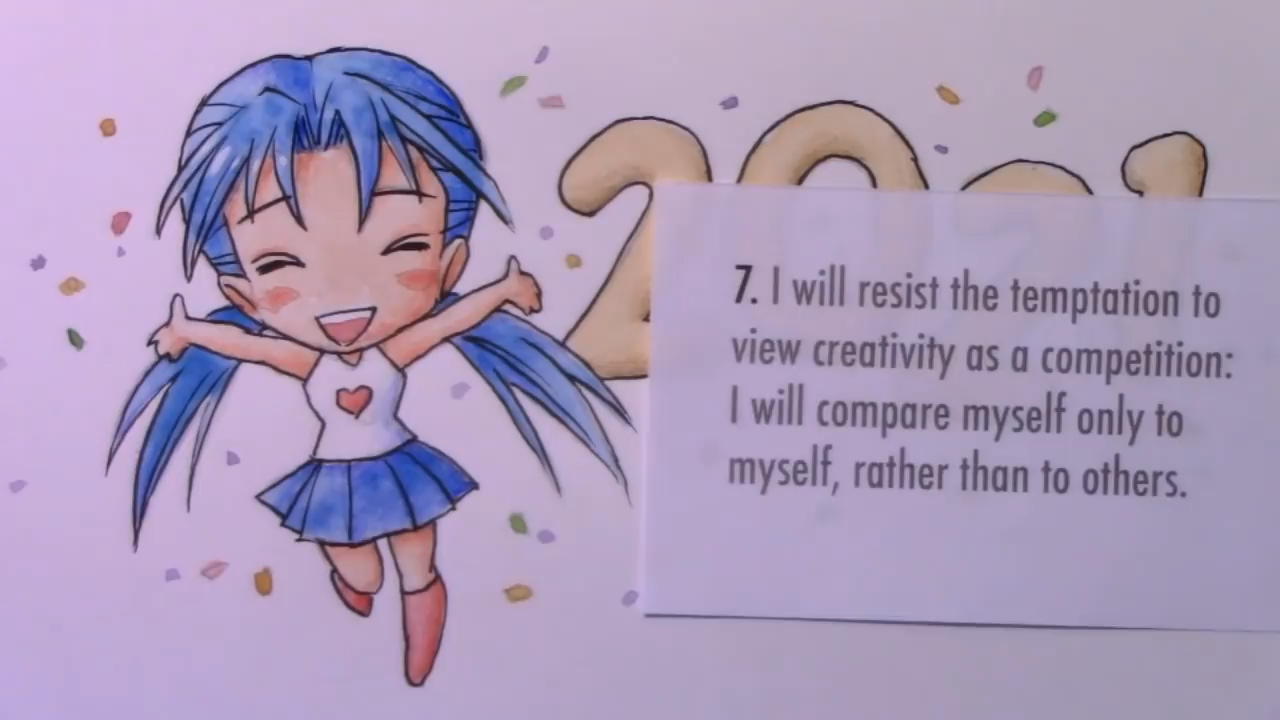 2021
7. I will resist the temptation to
view creativity as a competition:
I will compare myself only to
myself, rather than to others.